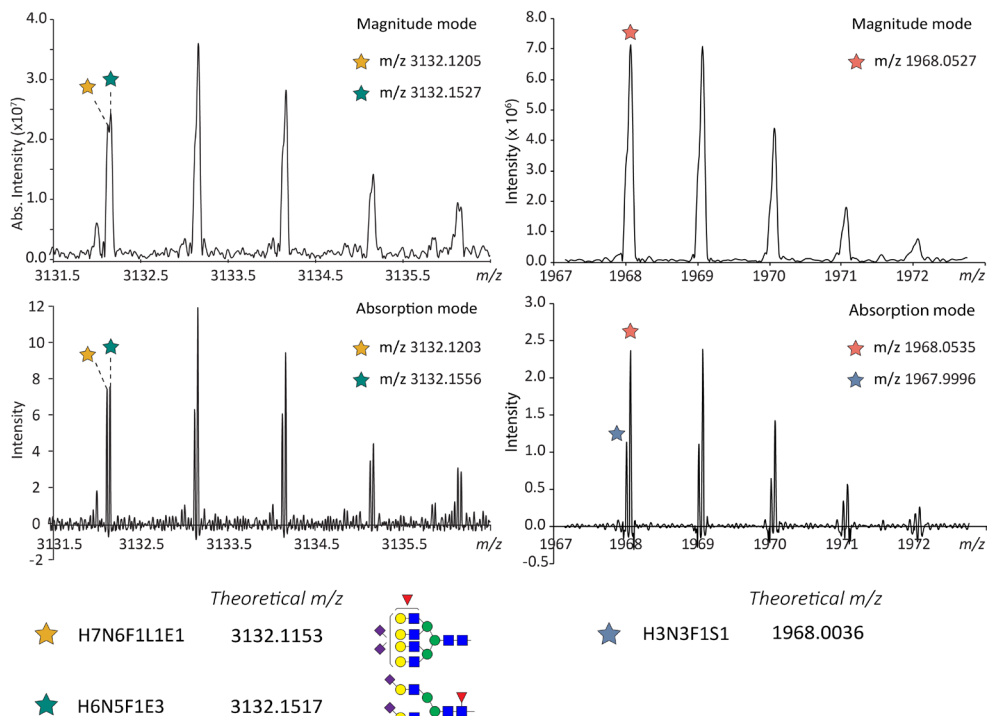 Magnitude mode
m/z 3132.1205
m/z 3132.1527
Abs. Intensity (x10⁷)
4.0
3.0
2.0
1.0
0.0
3131.5 3132.5 3133.5 3134.5 3135.5 m/z
Magnitude mode
m/z 1968.0527
Intensity (x 10⁶)
8.0
7.0
6.0
5.0
4.0
3.0
2.0
1.0
0.0
1967 1968 1969 1970 1971 1972 m/z
Absorption mode
m/z 3132.1203
m/z 3132.1556
Intensity
12
10
8
6
4
2
0
-2
3131.5 3132.5 3133.5 3134.5 3135.5 m/z
Absorption mode
m/z 1968.0535
m/z 1967.9996
Intensity
3.0
2.5
2.0
1.5
1.0
0.5
0.0
-0.5
1967 1968 1969 1970 1971 1972 m/z
Theoretical m/z
H7N6F1L1E1 3132.1153
H6N5F1E3 3132.1517
Theoretical m/z
H3N3F1S1 1968.0036